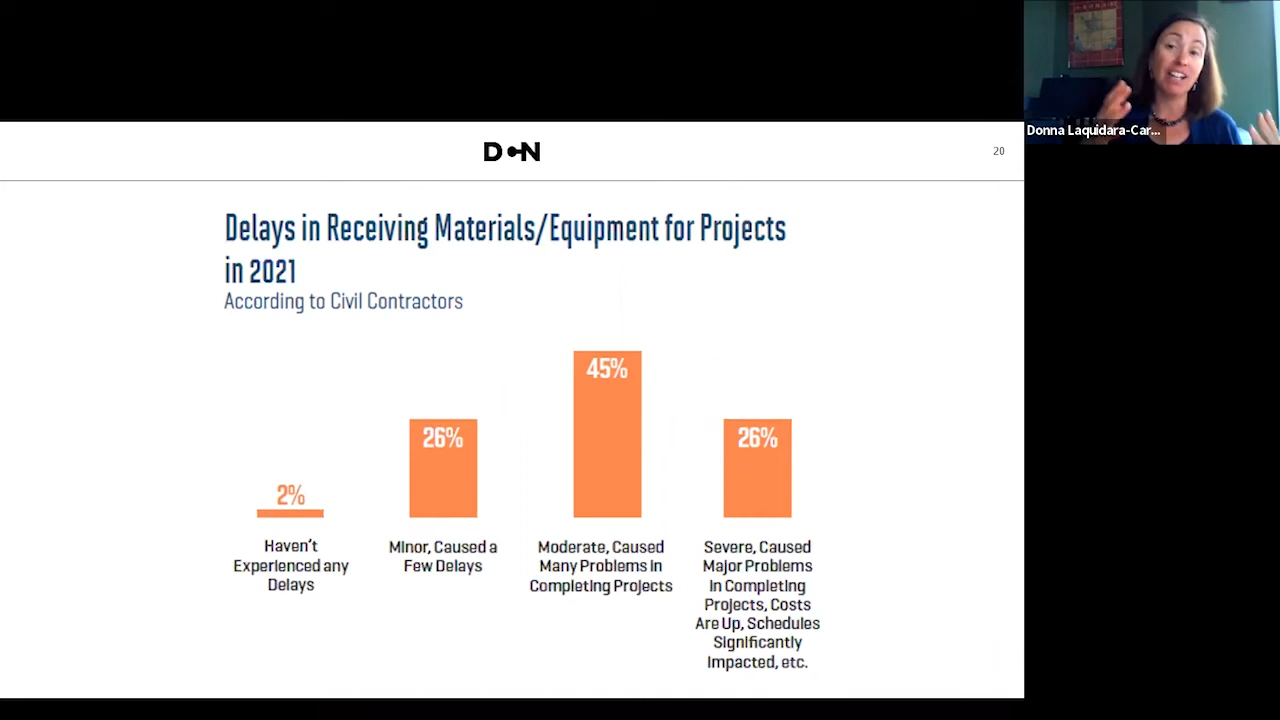 D•N
20
Delays in Receiving Materials/Equipment for Projects
in 2021
According to Civil Contractors
2%
26%
45%
26%
Haven't
Experienced any
Delays
Minor, Caused a
Few Delays
Moderate, Caused
Many Problems in
Completing Projects
Severe, Caused
Major Problems
in Completing
Projects, Costs
Are Up, Schedules
Significantly
Impacted, etc.
Donna Laquidara-Car...